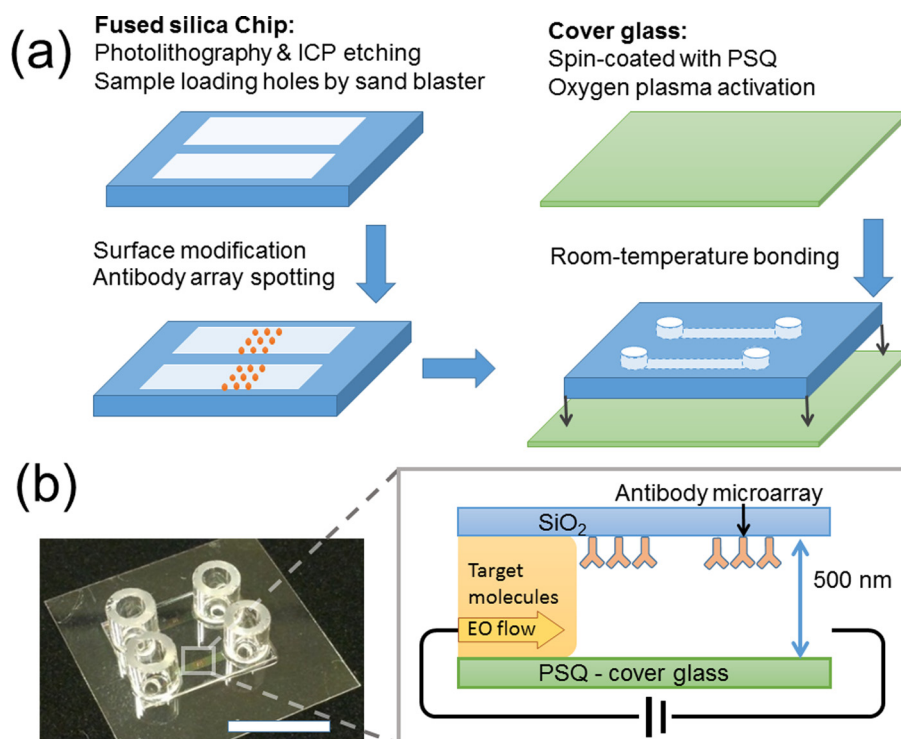 (a)
Fused silica Chip:
Photolithography & ICP etching
Sample loading holes by sand blaster
Cover glass:
Spin-coated with PSQ
Oxygen plasma activation
Surface modification
Antibody array spotting
Room-temperature bonding
(b)
Antibody microarray
SiO₂
Target
molecules
EO flow
500 nm
PSQ - cover glass